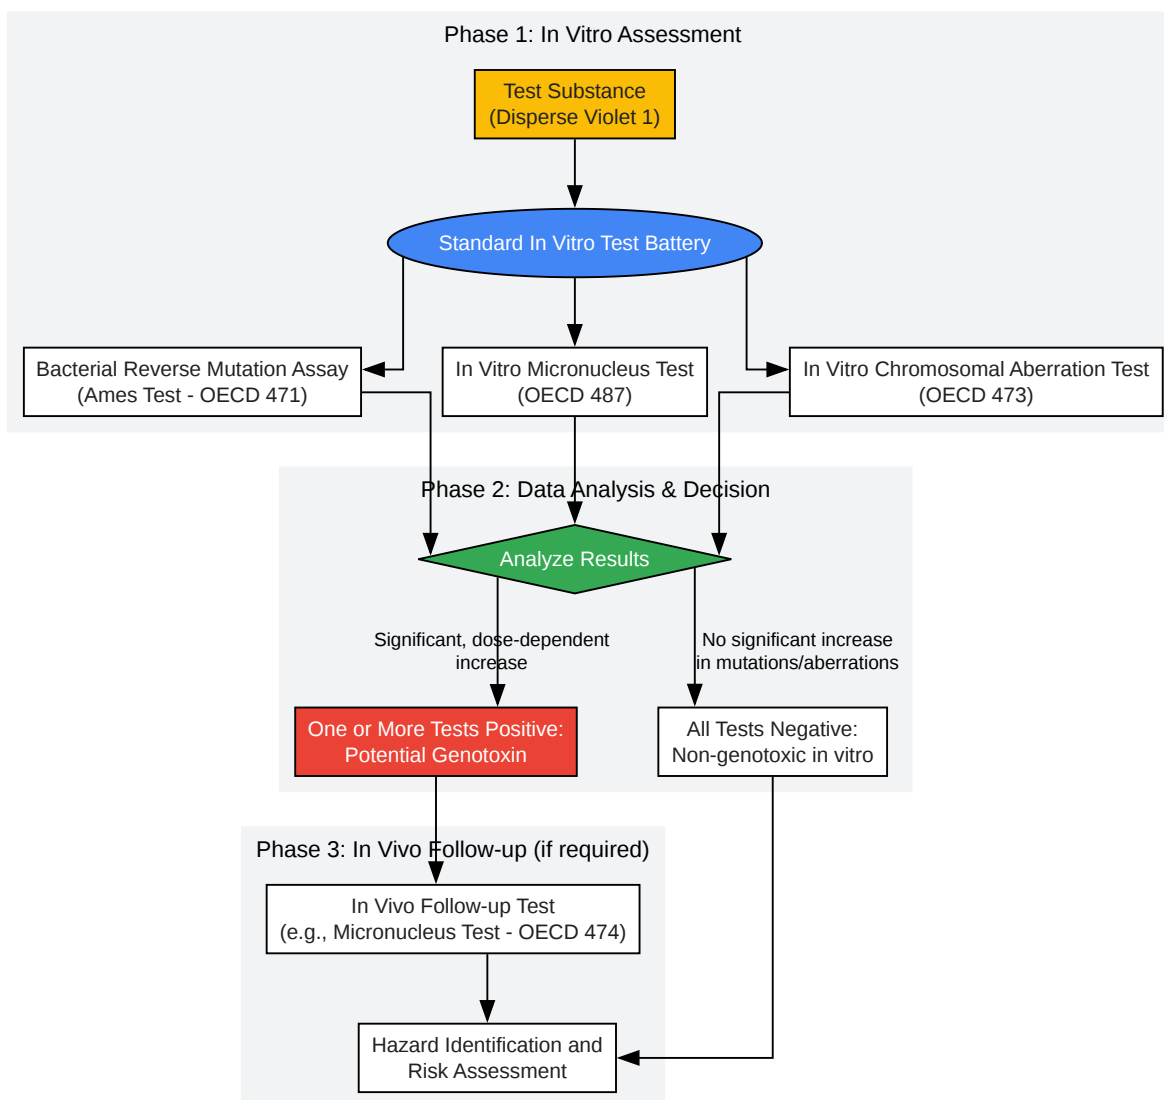 Phase 1: In Vitro Assessment
Test Substance
(Disperse Violet 1)
Standard In Vitro Test Battery
Bacterial Reverse Mutation Assay
(Ames Test - OECD 471)
In Vitro Micronucleus Test
(OECD 487)
In Vitro Chromosomal Aberration Test
(OECD 473)
Phase 2: Data Analysis & Decision
Analyze Results
Significant, dose-dependent
increase
No significant increase
in mutations/aberrations
One or More Tests Positive:
Potential Genotoxin
All Tests Negative:
Non-genotoxic in vitro
Phase 3: In Vivo Follow-up (if required)
In Vivo Follow-up Test
(e.g., Micronucleus Test - OECD 474)
Hazard Identification and
Risk Assessment